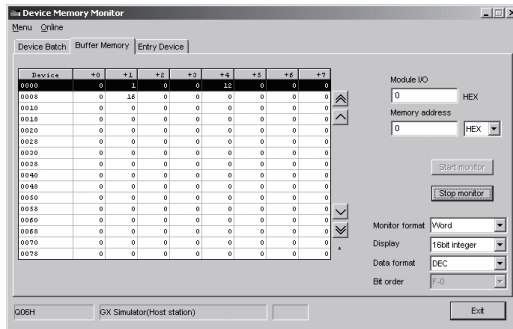 Device Memory Monitor
Menu Online
Device Batch Buffer Memory Entry Device
Device +0 +1 +2 +3 +4 +5 +6 +7
0000 0 1 0 0 12 0 0 0
0008 0 16 0 0 0 0 0 0
0010 0 0 0 0 0 0 0 0
0018 0 0 0 0 0 0 0 0
0020 0 0 0 0 0 0 0 0
0028 0 0 0 0 0 0 0 0
0030 0 0 0 0 0 0 0 0
0038 0 0 0 0 0 0 0 0
0040 0 0 0 0 0 0 0 0
0048 0 0 0 0 0 0 0 0
0050 0 0 0 0 0 0 0 0
0058 0 0 0 0 0 0 0 0
0060 0 0 0 0 0 0 0 0
0068 0 0 0 0 0 0 0 0
0070 0 0 0 0 0 0 0 0
0078 0 0 0 0 0 0 0 0
*
Module I/O
0 HEX
Memory address
0 HEX
Start monitor
Stop monitor
Monitor format Word
Display 16bit integer
Data format DEC
Bit order F-0
Q06H GX Simulator(Host station) Exit